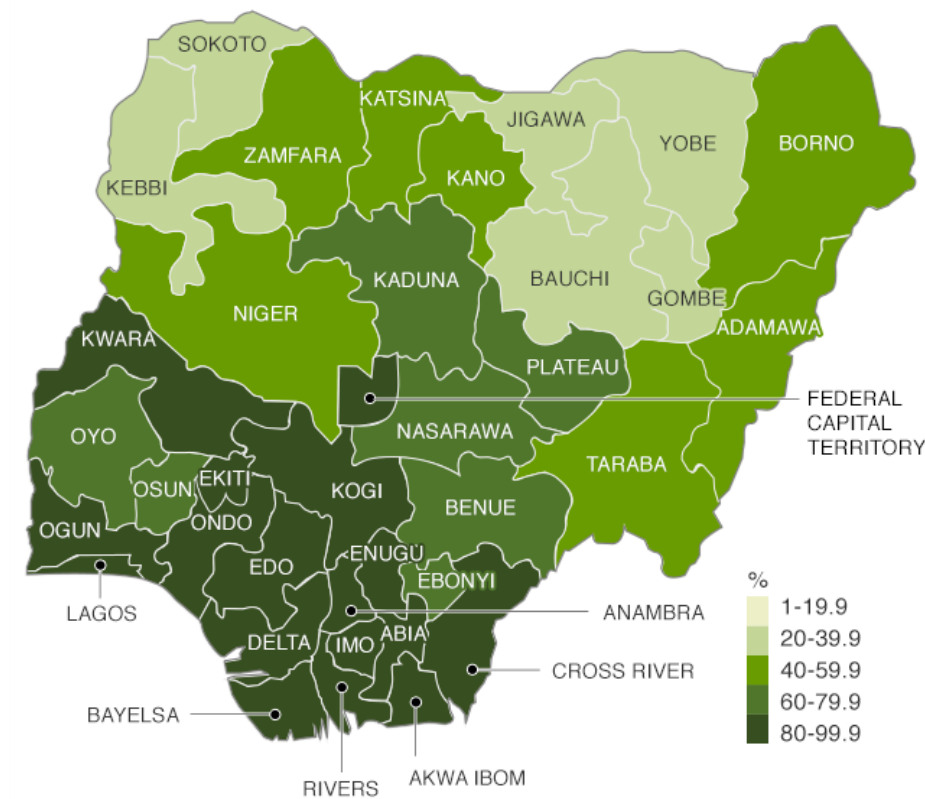 SOKOTO
KATSINA
JIGAWA
YOBE
BORNO
ZAMFARA
KANO
KEBBI
KADUNA
BAUCHI
GOMBE
NIGER
ADAMAWA
KWARA
PLATEAU
FEDERAL
CAPITAL
TERRITORY
OYO
NASARAWA
TARABA
OSUN
EKITI
KOGI
BENUE
OGUN
ONDO
ENUGU
EDO
EBONYI
%
1-19.9
LAGOS
ANAMBRA
20-39.9
DELTA
IMO
ABIA
CROSS RIVER
40-59.9
60-79.9
BAYELSA
80-99.9
RIVERS
AKWA IBOM